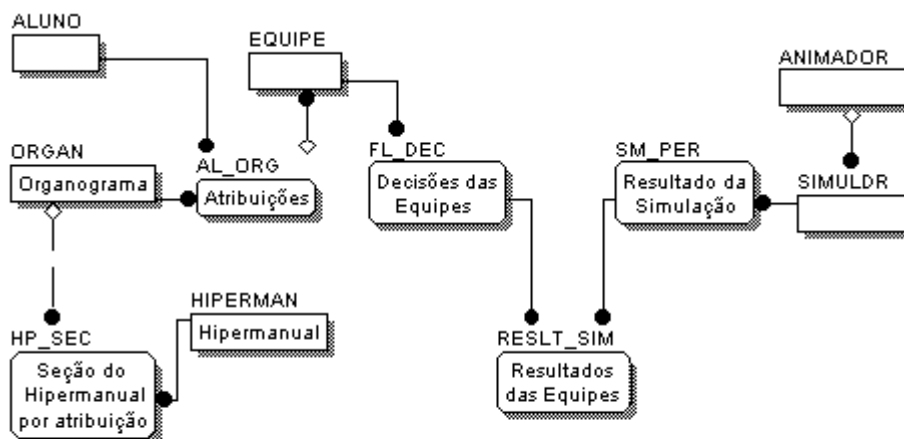 ALUNO
EQUIPE
ANIMADOR
ORGAN
Organograma
AL_ORG
Atribuições
FL_DEC
Decisões das
Equipes
SM_PER
Resultado da
Simulação
SIMULDR
HP_SEC
Seção do
Hipermanual
por atribuição
HIPERMAN
Hipermanual
RESLT_SIM
Resultados
das Equipes